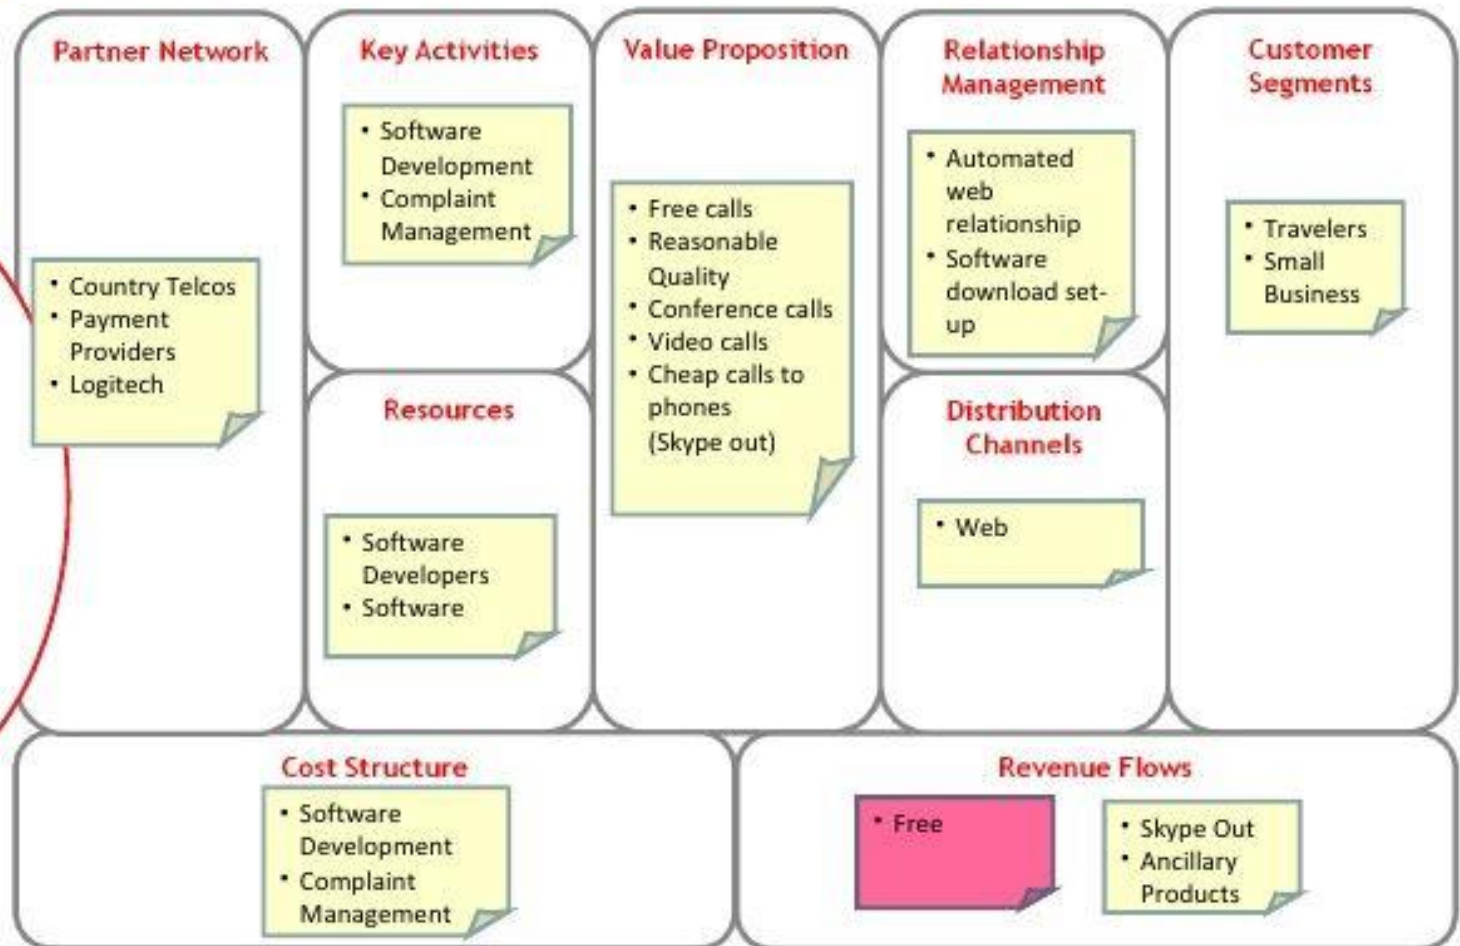 Partner Network
• Country Telcos
• Payment
Providers
• Logitech
Key Activities
• Software
Development
• Complaint
Management
Resources
• Software
Developers
• Software
Value Proposition
• Free calls
• Reasonable
Quality
• Conference calls
• Video calls
• Cheap calls to
phones
(Skype out)
Relationship
Management
• Automated
web
relationship
• Software
download set-
up
Distribution
Channels
• Web
Customer
Segments
• Travelers
• Small
Business
Cost Structure
• Software
Development
• Complaint
Management
Revenue Flows
• Free
• Skype Out
• Ancillary
Products